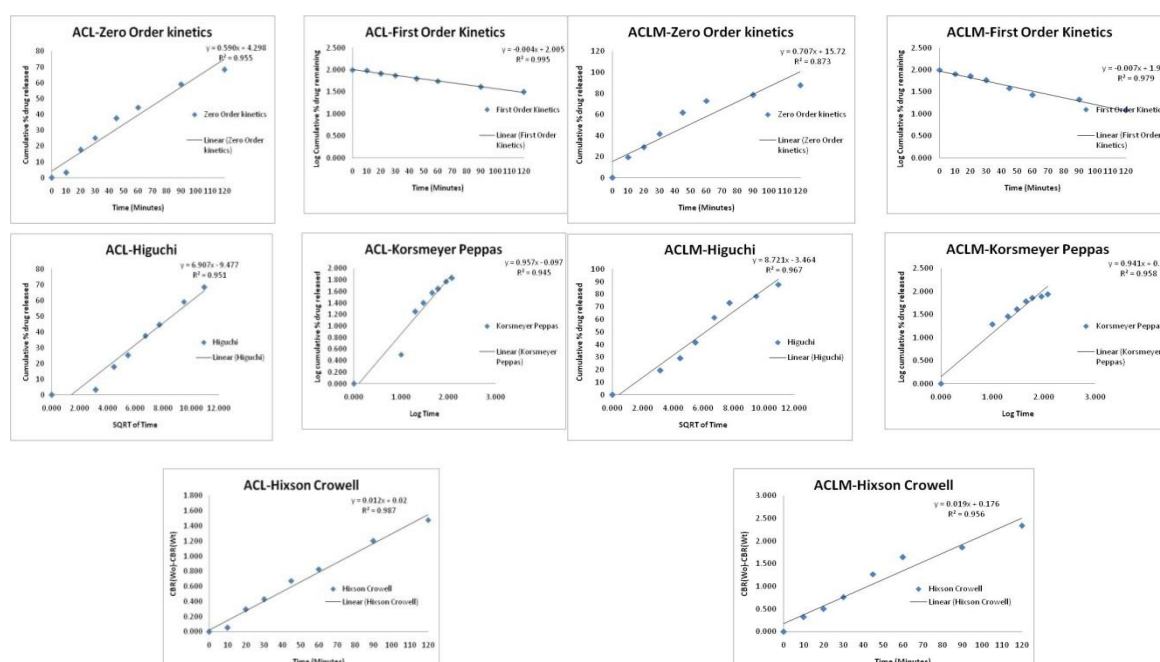 ACL-Zero Order kinetics
y = 0.590x + 4.298
R² = 0.955
Cumulative % drug released
80
70
60
50
40
30
20
10
0
Zero Order kinetics
Linear (Zero Order
kinetics)
0 10 20 30 40 50 60 70 80 90 100 110 120
Time (Minutes)
ACL-First Order Kinetics
y = -0.004x + 2.005
R² = 0.995
Log Cumulative % drug remaining
2.500
2.000
1.500
1.000
0.500
0.000
First Order Kinetics
Linear (First Order
Kinetics)
0 10 20 30 40 50 60 70 80 90 100 110 120
Time (Minutes)
ACLM-Zero Order kinetics
y = 0.707x + 15.72
R² = 0.873
Cumulative % drug released
120
100
80
60
40
20
0
Zero Order kinetics
Linear (Zero Order
kinetics)
0 10 20 30 40 50 60 70 80 90 100 110 120
Time (Minutes)
ACLM-First Order Kinetics
y = -0.007x + 1.9
R² = 0.979
Log Cumulative % drug remaining
2.500
2.000
1.500
1.000
0.500
0.000
First Order Kinetics
Linear (First Order
Kinetics)
0 10 20 30 40 50 60 70 80 90 100 110 120
Time (Minutes)
ACL-Higuchi
y = 6.907x - 9.477
R² = 0.951
Cumulative % drug released
80
70
60
50
40
30
20
10
0
Higuchi
Linear (Higuchi)
0.000 2.000 4.000 6.000 8.000 10.000 12.000
SQRT of Time
ACL-Korsmeyer Peppas
y = 0.957x - 0.097
R² = 0.945
Log cumulative % drug released
2.000
1.800
1.600
1.400
1.200
1.000
0.800
0.600
0.400
0.200
0.000
Korsmeyer Peppas
Linear (Korsmeyer
Peppas)
0.000 1.000 2.000 3.000
Log Time
ACLM-Higuchi
y = 8.721x - 3.464
R² = 0.967
Cumulative % drug released
100
90
80
70
60
50
40
30
20
10
0
Higuchi
Linear (Higuchi)
0.000 2.000 4.000 6.000 8.000 10.000 12.000
SQRT of Time
ACLM-Korsmeyer Peppas
y = 0.941x + 0.
R² = 0.958
Log cumulative % drug released
2.500
2.000
1.500
1.000
0.500
0.000
Korsmeyer Peppas
Linear (Korsmeyer
Peppas)
0.000 1.000 2.000 3.000
Log Time
ACL-Hixson Crowell
y = 0.012x + 0.02
R² = 0.987
CBR(Wo)-CBR(Wt)
1.800
1.600
1.400
1.200
1.000
0.800
0.600
0.400
0.200
0.000
Hixson Crowell
Linear (Hixson Crowell)
0 10 20 30 40 50 60 70 80 90 100 110 120
Time (Minutes)
ACLM-Hixson Crowell
y = 0.019x + 0.176
R² = 0.956
CBR(Wo)-CBR(Wt)
3.000
2.500
2.000
1.500
1.000
0.500
0.000
Hixson Crowell
Linear (Hixson Crowell)
0 10 20 30 40 50 60 70 80 90 100 110 120
Time (Minutes)